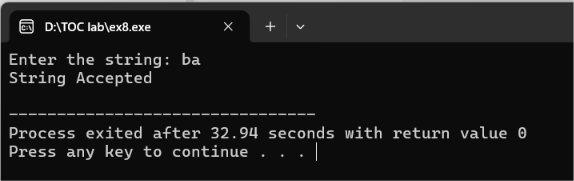 D:\TOC lab\ex8.exe
Enter the string: ba
String Accepted
--------------------------------
Process exited after 32.94 seconds with return value 0
Press any key to continue . . .